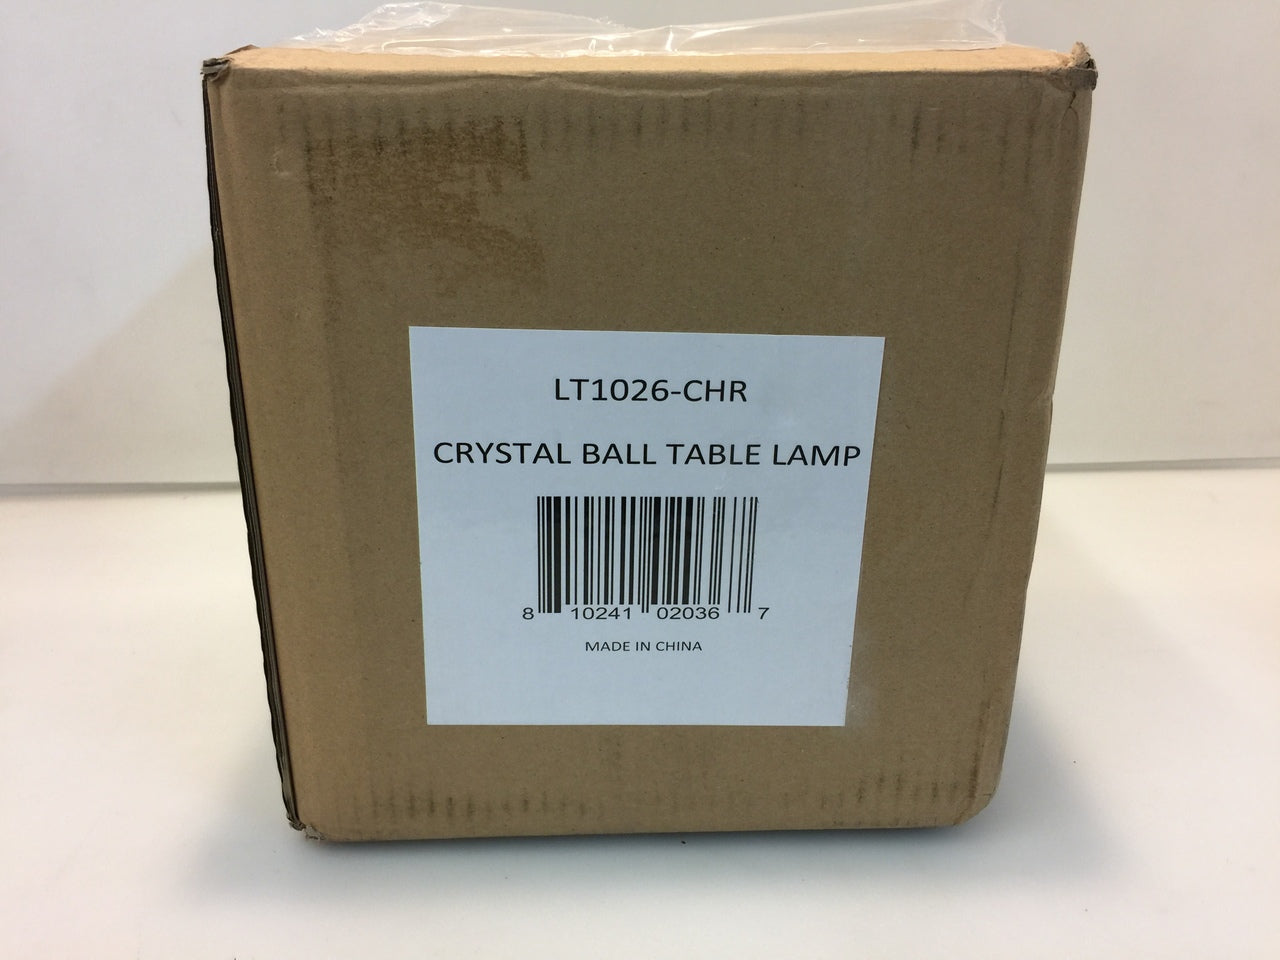 LT1026-CHR
CRYSTAL BALL TABLE LAMP
8 10241 02036 7
MADE IN CHINA